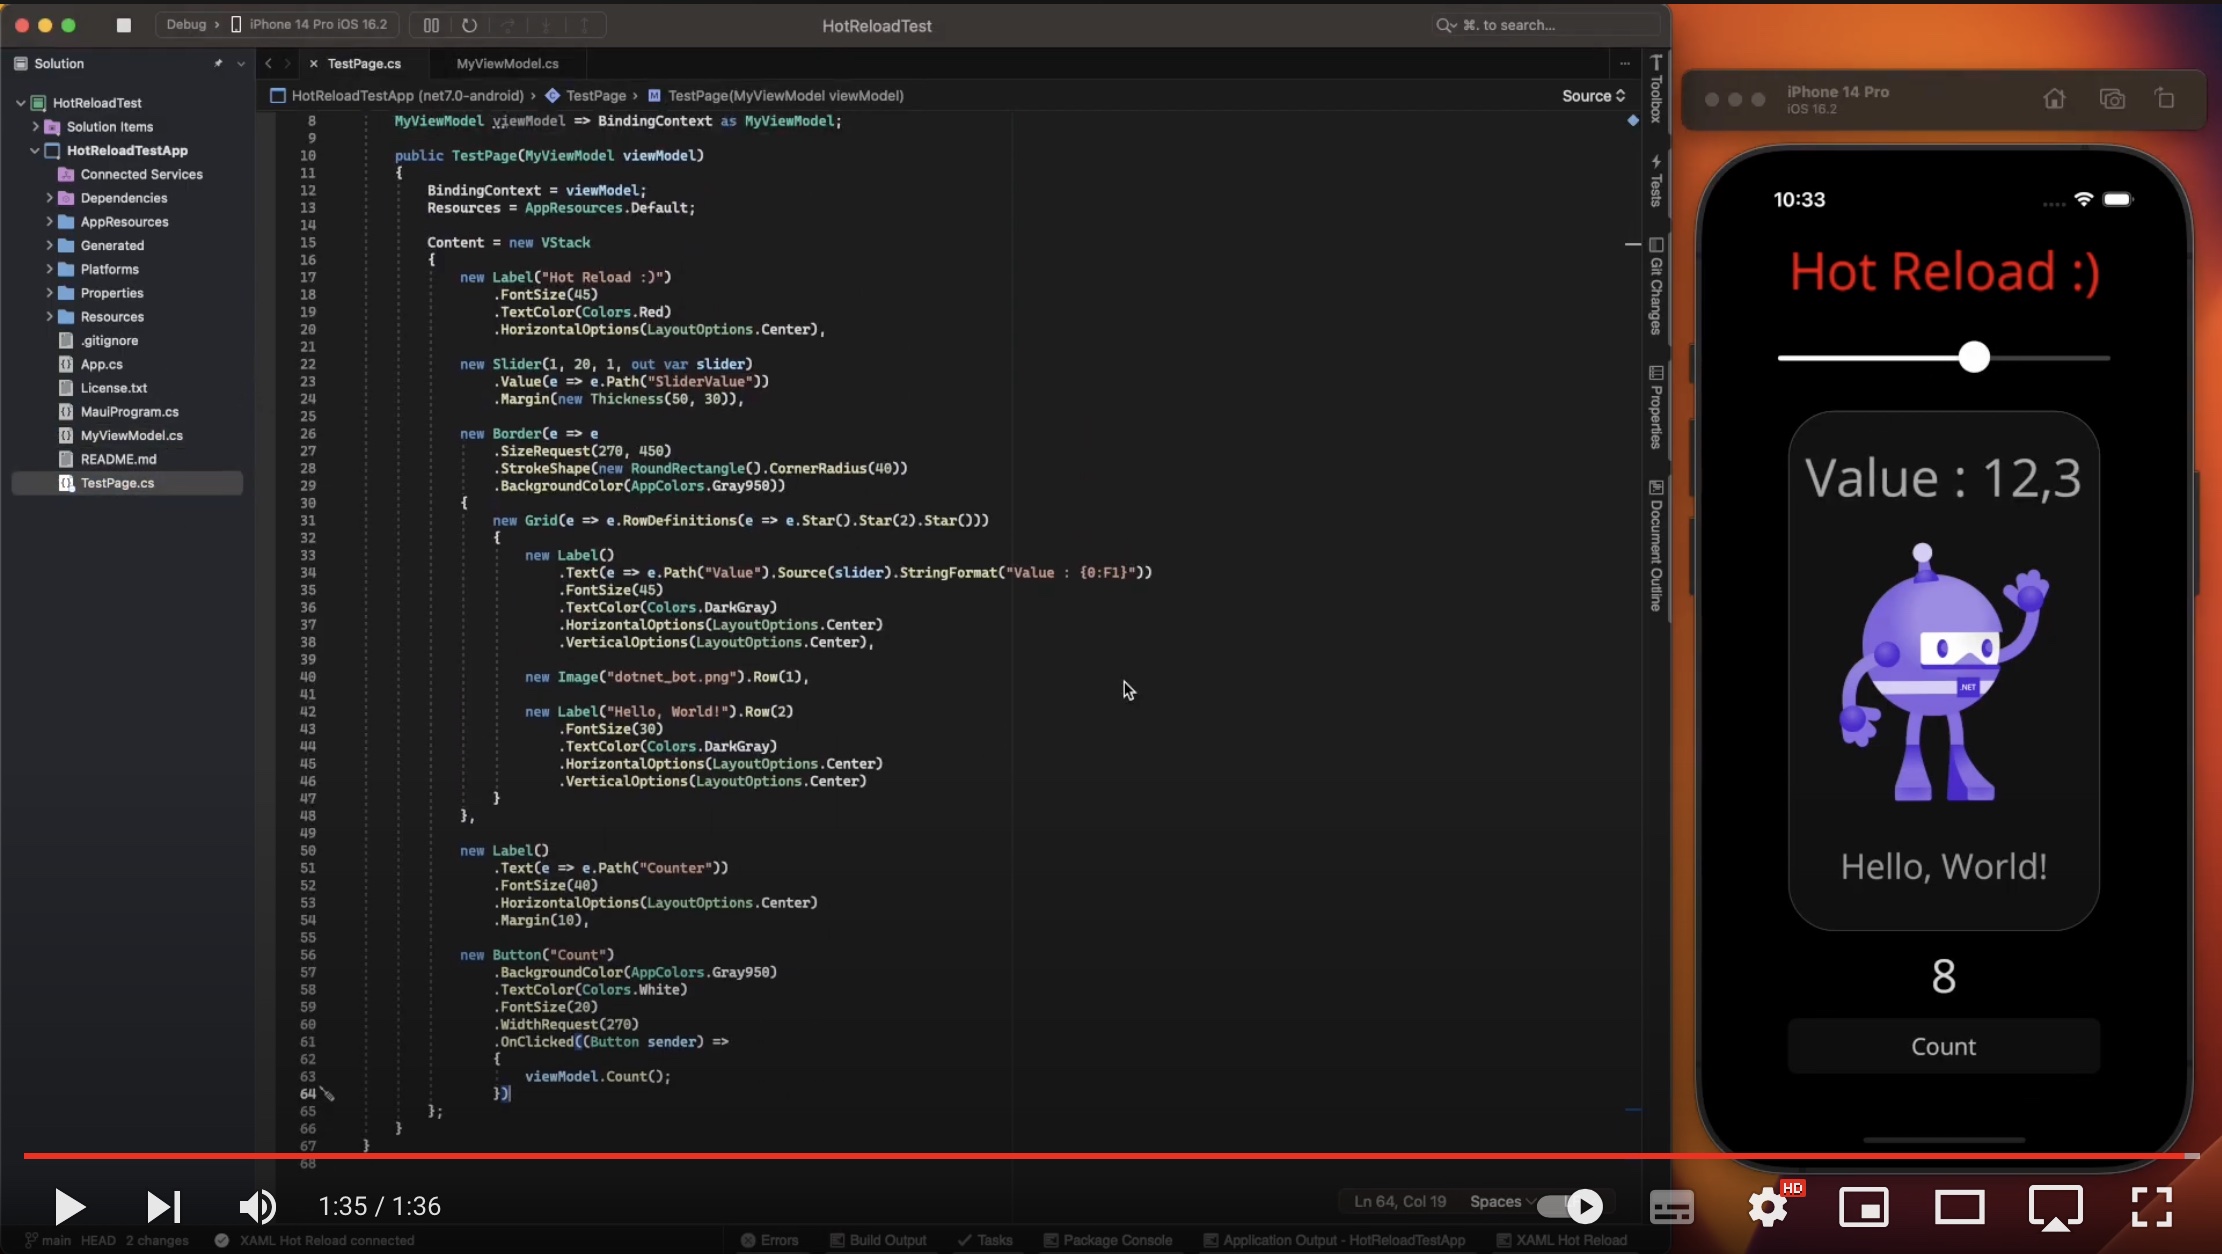 Debug › iPhone 14 Pro iOS 16.2
HotReloadTest
⌘. to search...
Solution
HotReloadTest
Solution Items
HotReloadTestApp
Connected Services
Dependencies
AppResources
Generated
Platforms
Properties
Resources
.gitignore
App.cs
License.txt
MauiProgram.cs
MyViewModel.cs
README.md
TestPage.cs
TestPage.cs
MyViewModel.cs
HotReloadTestApp (net7.0-android) › TestPage › TestPage(MyViewModel viewModel)
Source
8 MyViewModel viewModel => BindingContext as MyViewModel;
9
10 public TestPage(MyViewModel viewModel)
11 {
12 BindingContext = viewModel;
13 Resources = AppResources.Default;
14
15 Content = new VStack
16 {
17 new Label("Hot Reload :)")
18 .FontSize(45)
19 .TextColor(Colors.Red)
20 .HorizontalOptions(LayoutOptions.Center),
21
22 new Slider(1, 20, 1, out var slider)
23 .Value(e => e.Path("SliderValue"))
24 .Margin(new Thickness(50, 30)),
25
26 new Border(e => e
27 .SizeRequest(270, 450)
28 .StrokeShape(new RoundRectangle().CornerRadius(40))
29 .BackgroundColor(AppColors.Gray950))
30 {
31 new Grid(e => e.RowDefinitions(e => e.Star().Star(2).Star()))
32 {
33 new Label()
34 .Text(e => e.Path("Value").Source(slider).StringFormat("Value : {0:F1}"))
35 .FontSize(45)
36 .TextColor(Colors.DarkGray)
37 .HorizontalOptions(LayoutOptions.Center)
38 .VerticalOptions(LayoutOptions.Center),
39
40 new Image("dotnet_bot.png").Row(1),
41
42 new Label("Hello, World!").Row(2)
43 .FontSize(30)
44 .TextColor(Colors.DarkGray)
45 .HorizontalOptions(LayoutOptions.Center)
46 .VerticalOptions(LayoutOptions.Center)
47 }
48 },
49
50 new Label()
51 .Text(e => e.Path("Counter"))
52 .FontSize(40)
53 .HorizontalOptions(LayoutOptions.Center)
54 .Margin(10),
55
56 new Button("Count")
57 .BackgroundColor(AppColors.Gray950)
58 .TextColor(Colors.White)
59 .FontSize(20)
60 .WidthRequest(270)
61 .OnClicked((Button sender) =>
62 {
63 viewModel.Count();
64 })
65 };
66 }
67 }
68
Toolbox
Tests
Git Changes
Properties
Document Outline
iPhone 14 Pro
iOS 16.2
10:33
Hot Reload :)
Value : 12,3
.NET
Hello, World!
8
Count
1:35 / 1:36
Ln 64, Col 19 Spaces
HD
main HEAD 2 changes XAML Hot Reload connected
Errors Build Output Tasks Package Console Application Output - HotReloadTestApp XAML Hot Reload